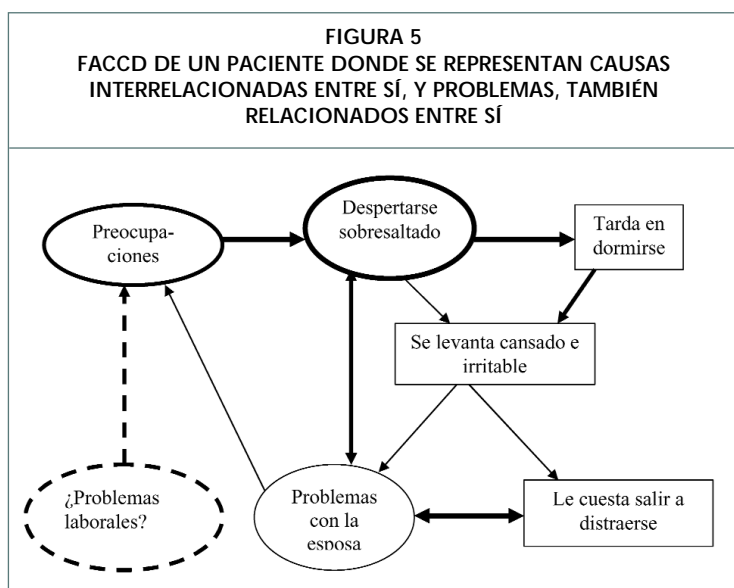 FIGURA 5
FACCD DE UN PACIENTE DONDE SE REPRESENTAN CAUSAS
INTERRELACIONADAS ENTRE SÍ, Y PROBLEMAS, TAMBIÉN
RELACIONADOS ENTRE SÍ
Preocupa-
ciones
Despertarse
sobresaltado
Tarda en
dormirse
Se levanta cansado e
irritable
¿Problemas
laborales?
Problemas
con la
esposa
Le cuesta salir a
distraerse